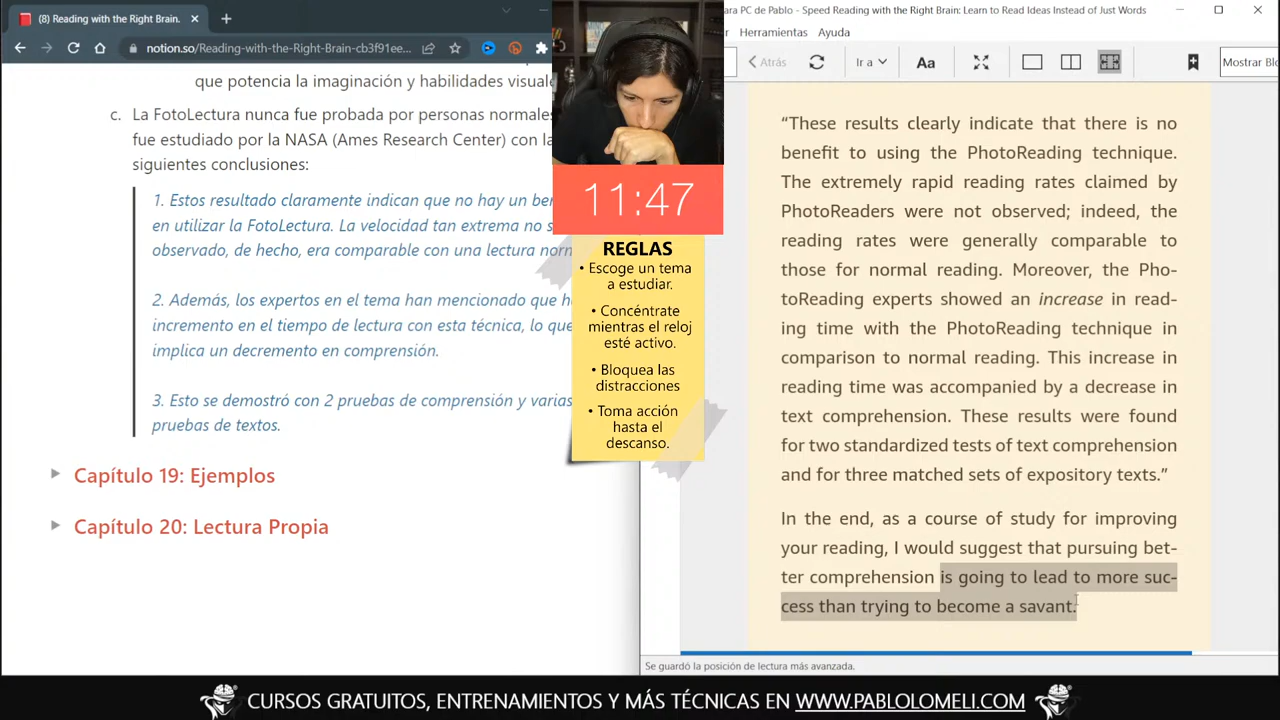 (8) Reading with the Right Brain.
notion.so/Reading-with-the-Right-Brain-cb3f91ee...
que potencia la imaginación y habilidades visuale
c. La FotoLectura nunca fue probada por personas normales
fue estudiado por la NASA (Ames Research Center) con la
siguientes conclusiones:
1. Estos resultado claramente indican que no hay un ben
en utilizar la FotoLectura. La velocidad tan extrema no s
observado, de hecho, era comparable con una lectura norn
2. Además, los expertos en el tema han mencionado que h
incremento en el tiempo de lectura con esta técnica, lo que
implica un decremento en comprensión.
3. Esto se demostró con 2 pruebas de comprensión y varias
pruebas de textos.
Capítulo 19: Ejemplos
Capítulo 20: Lectura Propia
11:47
REGLAS
• Escoge un tema
a estudiar.
• Concéntrate
mientras el reloj
esté activo.
• Bloquea las
distracciones
• Toma acción
hasta el
descanso.
ara PC de Pablo - Speed Reading with the Right Brain: Learn to Read Ideas Instead of Just Words
Herramientas Ayuda
Atrás Ir a Aa Mostrar Blo
“These results clearly indicate that there is no
benefit to using the PhotoReading technique.
The extremely rapid reading rates claimed by
PhotoReaders were not observed; indeed, the
reading rates were generally comparable to
those for normal reading. Moreover, the Pho-
toReading experts showed an increase in read-
ing time with the PhotoReading technique in
comparison to normal reading. This increase in
reading time was accompanied by a decrease in
text comprehension. These results were found
for two standardized tests of text comprehension
and for three matched sets of expository texts.”
In the end, as a course of study for improving
your reading, I would suggest that pursuing bet-
ter comprehension is going to lead to more suc-
cess than trying to become a savant.
Se guardó la posición de lectura más avanzada.
CURSOS GRATUITOS, ENTRENAMIENTOS Y MÁS TÉCNICAS EN WWW.PABLOLOMELI.COM